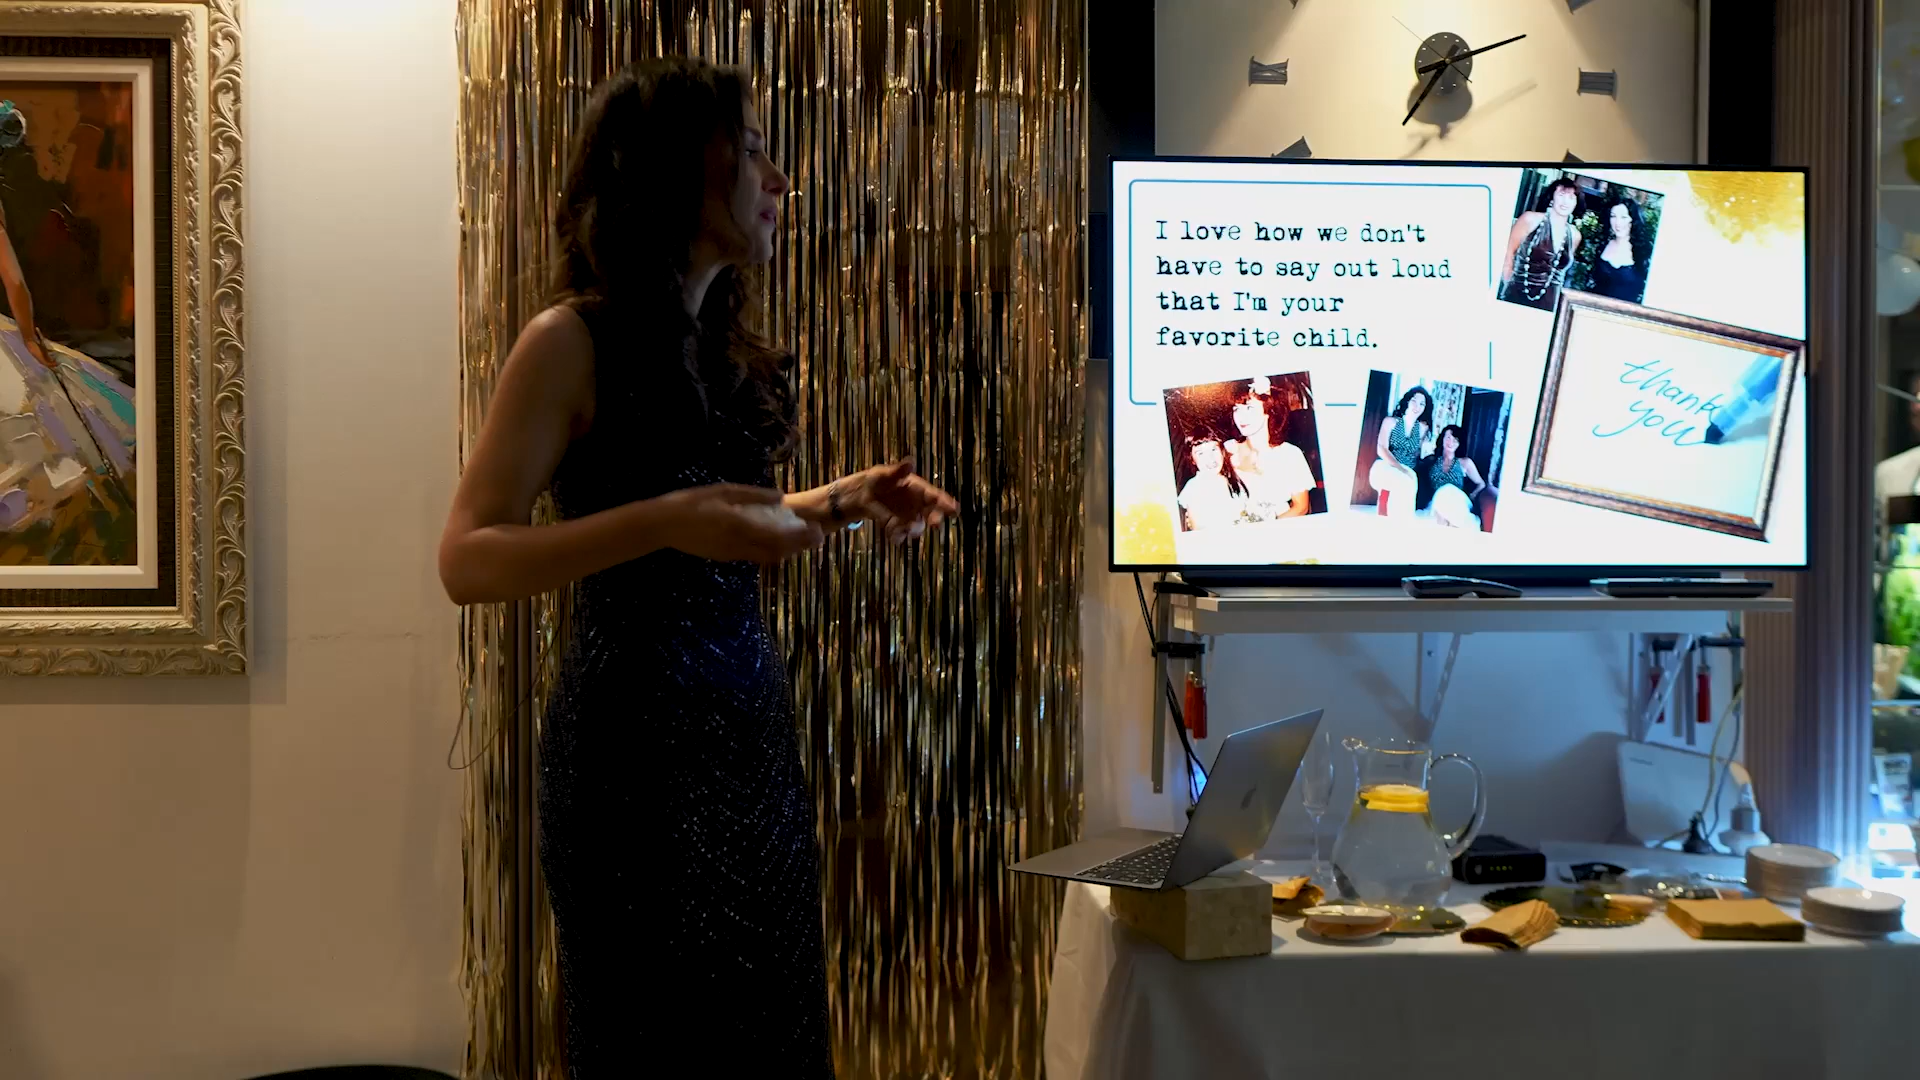 I love how we don't
have to say out loud
that I'm your
favorite child.
thank
you